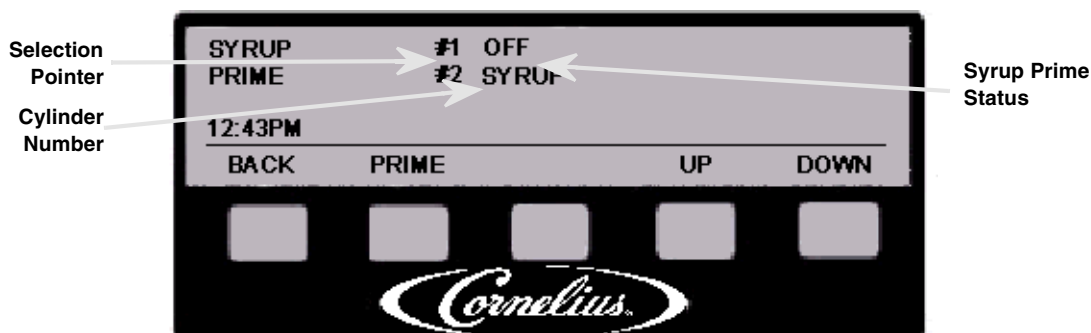 Selection
Pointer
Cylinder
Number
SYRUP #1 OFF
PRIME #2 SYRUP
12:43PM
BACK PRIME UP DOWN
Cornelius.
Syrup Prime
Status